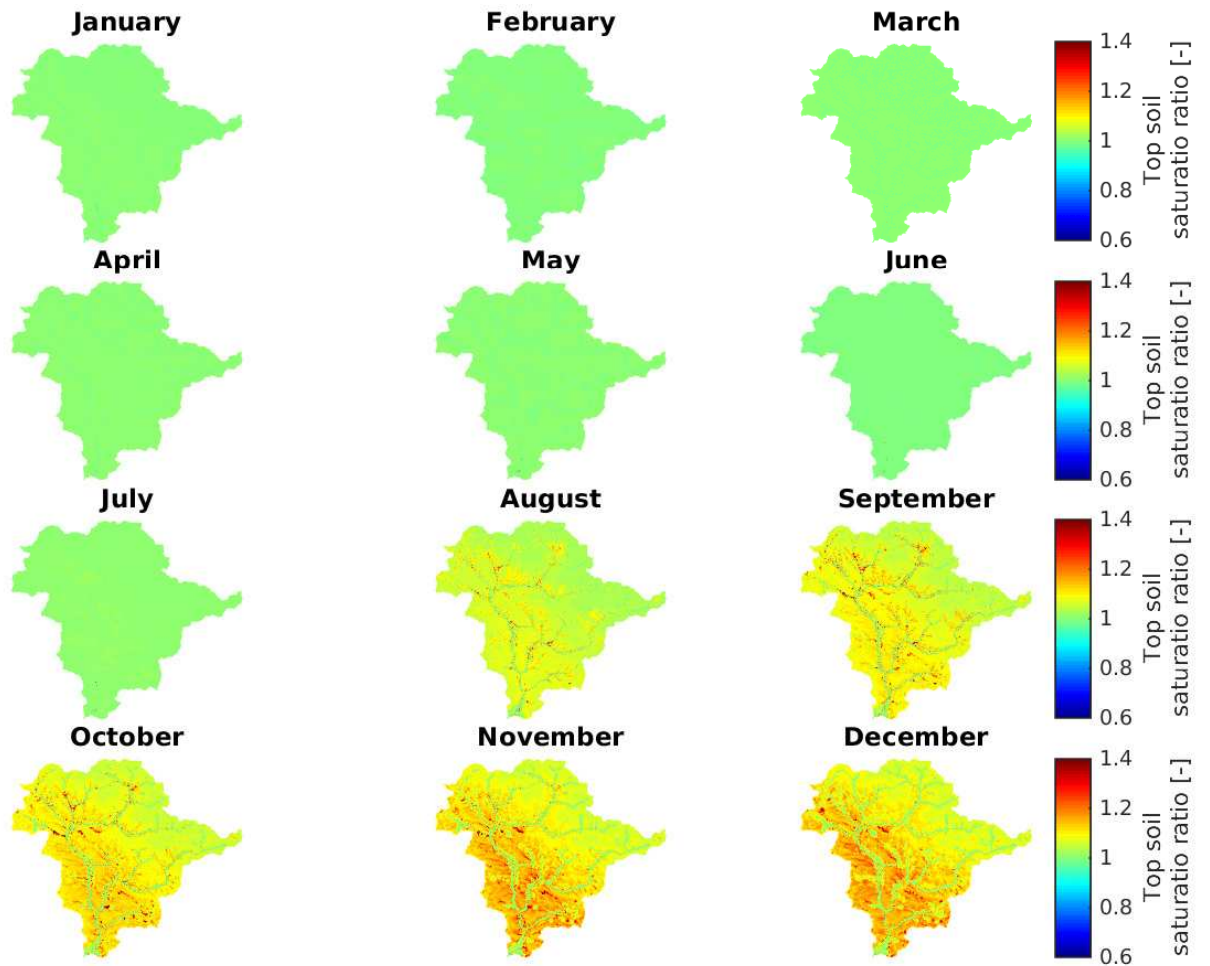 January
February
March
1.4
1.2
1
0.8
0.6
Top soil
saturatio ratio [-]
April
May
June
1.4
1.2
1
0.8
0.6
Top soil
saturatio ratio [-]
July
August
September
1.4
1.2
1
0.8
0.6
Top soil
saturatio ratio [-]
October
November
December
1.4
1.2
1
0.8
0.6
Top soil
saturatio ratio [-]